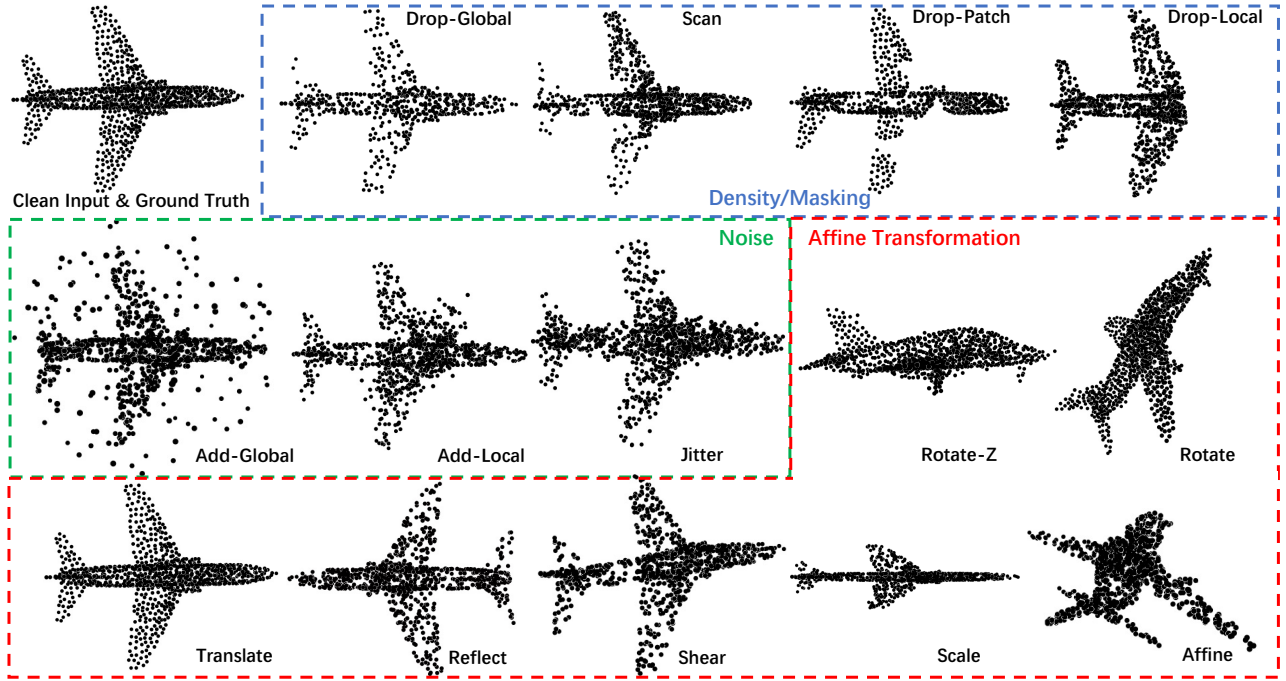 Drop-Global
Scan
Drop-Patch
Drop-Local
Clean Input & Ground Truth
Density/Masking
Noise
Affine Transformation
Add-Global
Add-Local
Jitter
Rotate-Z
Rotate
Translate
Reflect
Shear
Scale
Affine